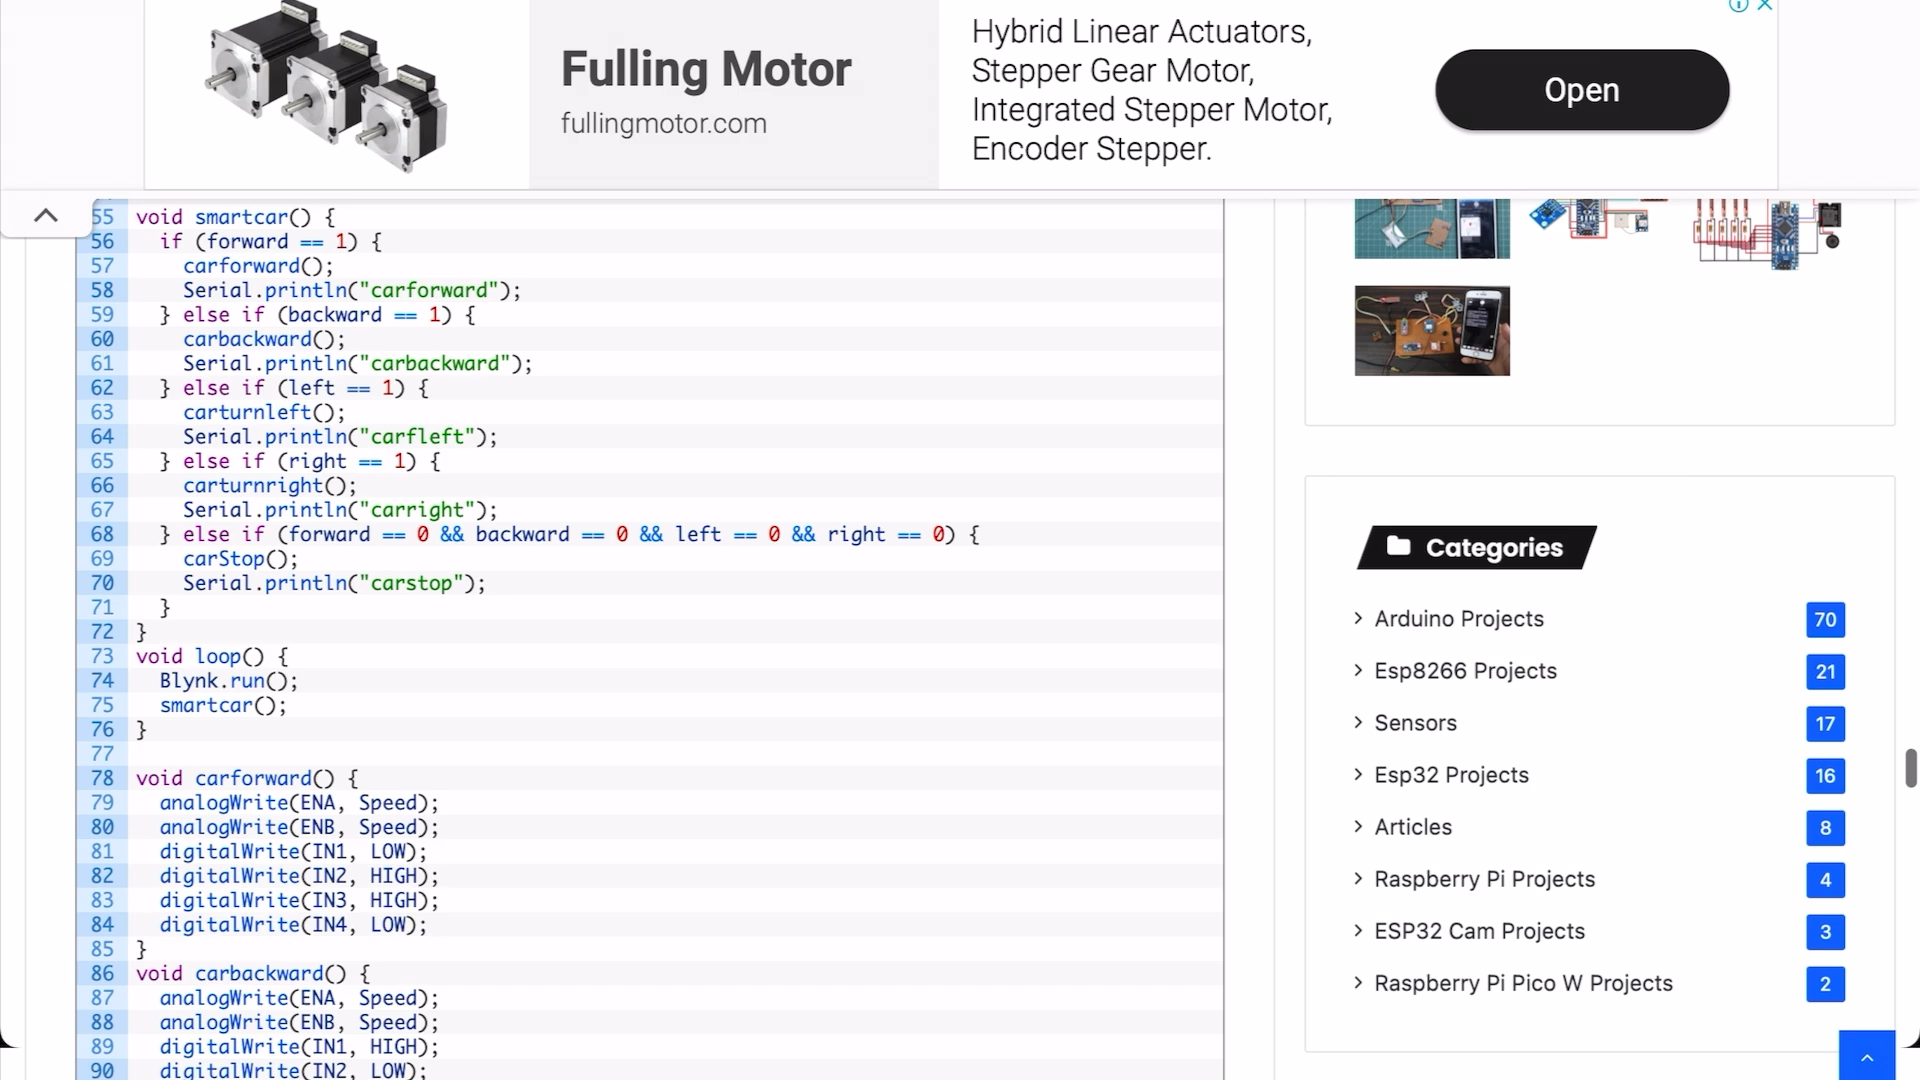 Fulling Motor
fullingmotor.com
Hybrid Linear Actuators,
Stepper Gear Motor,
Integrated Stepper Motor,
Encoder Stepper.
Open
55 void smartcar() {
56   if (forward == 1) {
57     carforward();
58     Serial.println("carforward");
59   } else if (backward == 1) {
60     carbackward();
61     Serial.println("carbackward");
62   } else if (left == 1) {
63     carturnleft();
64     Serial.println("carfleft");
65   } else if (right == 1) {
66     carturnright();
67     Serial.println("carright");
68   } else if (forward == 0 && backward == 0 && left == 0 && right == 0) {
69     carStop();
70     Serial.println("carstop");
71   }
72 }
73 void loop() {
74   Blynk.run();
75   smartcar();
76 }
77
78 void carforward() {
79   analogWrite(ENA, Speed);
80   analogWrite(ENB, Speed);
81   digitalWrite(IN1, LOW);
82   digitalWrite(IN2, HIGH);
83   digitalWrite(IN3, HIGH);
84   digitalWrite(IN4, LOW);
85 }
86 void carbackward() {
87   analogWrite(ENA, Speed);
88   analogWrite(ENB, Speed);
89   digitalWrite(IN1, HIGH);
90   digitalWrite(IN2, LOW);
Categories
Arduino Projects 70
Esp8266 Projects 21
Sensors 17
Esp32 Projects 16
Articles 8
Raspberry Pi Projects 4
ESP32 Cam Projects 3
Raspberry Pi Pico W Projects 2